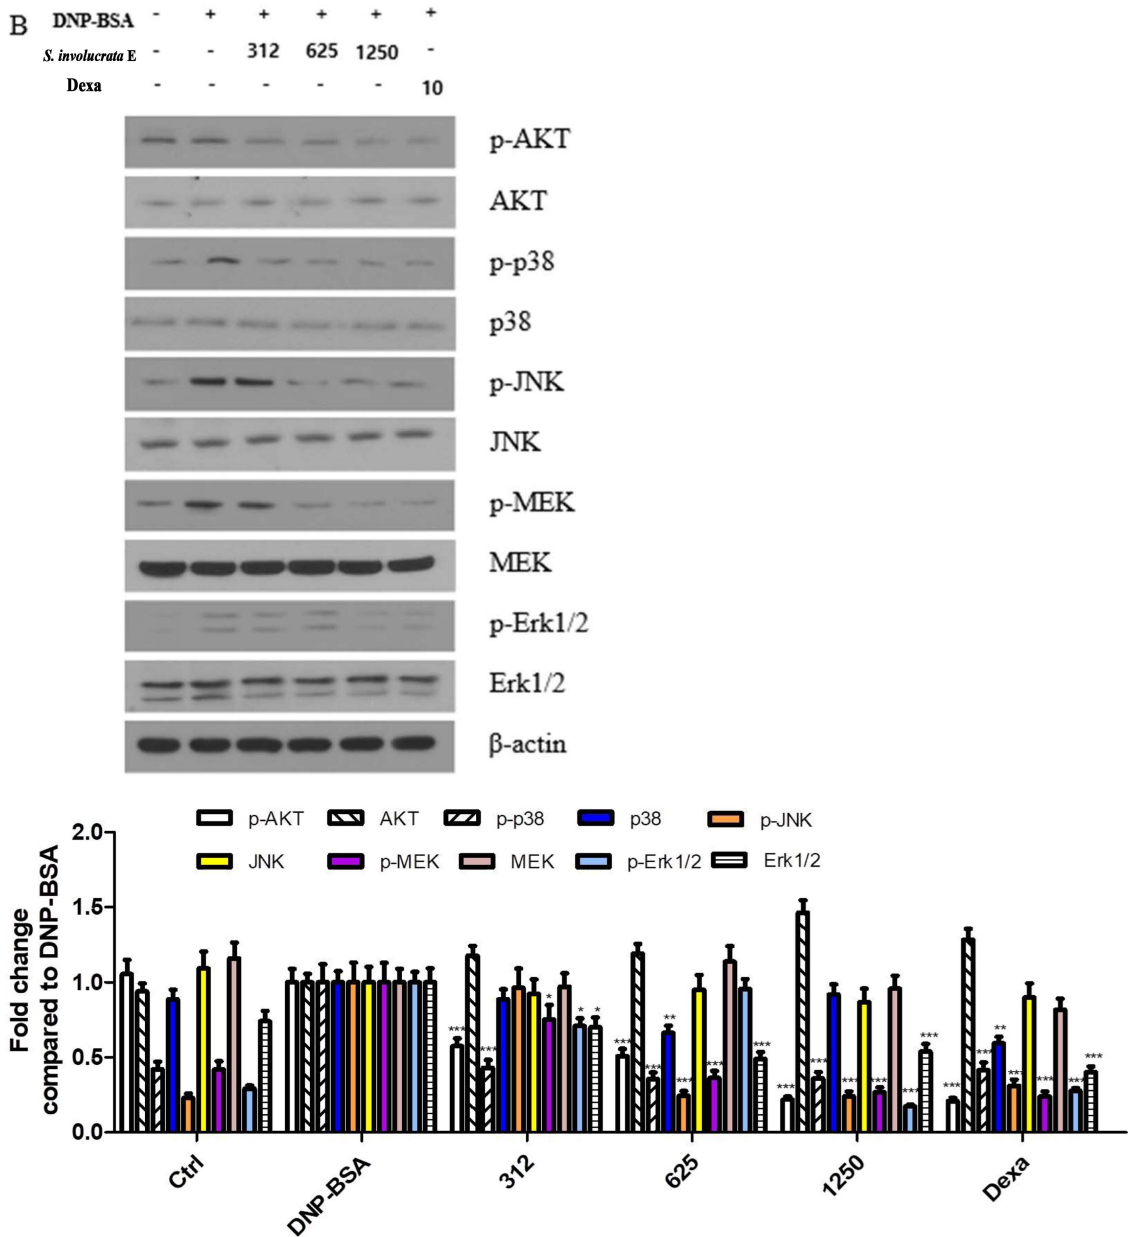 B
DNP-BSA - + + + + +
S. involucrata E - - 312 625 1250 -
Dexa - - - - - 10
p-AKT
AKT
p-p38
p38
p-JNK
JNK
p-MEK
MEK
p-Erk1/2
Erk1/2
β-actin
p-AKT AKT p-p38 p38 p-JNK
JNK p-MEK MEK p-Erk1/2 Erk1/2
Fold change
compared to DNP-BSA
2.0
1.5
1.0
0.5
0.0
*** *** * * *
*** *** ** *** *** ***
*** *** *** *** *** ***
*** *** ** *** *** *** ***
Ctrl DNP-BSA 312 625 1250 Dexa